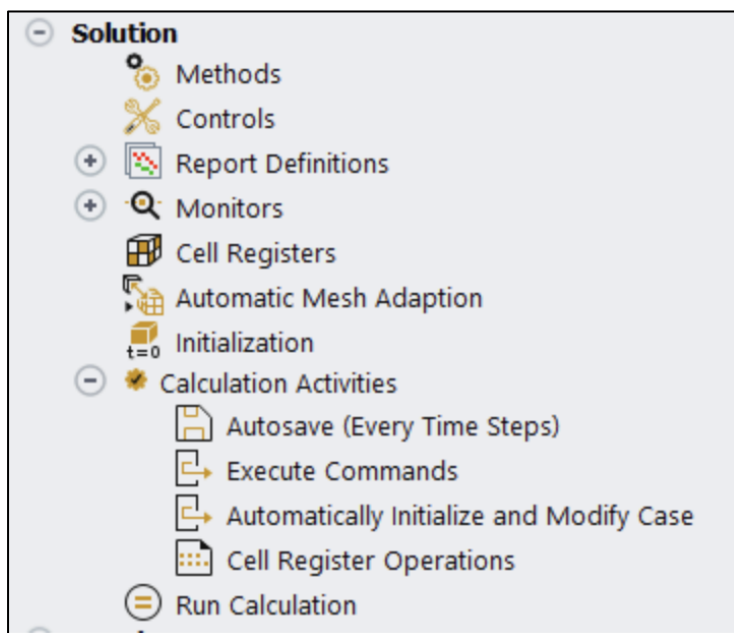 Solution
Methods
Controls
Report Definitions
Monitors
Cell Registers
Automatic Mesh Adaption
t=0 Initialization
Calculation Activities
Autosave (Every Time Steps)
Execute Commands
Automatically Initialize and Modify Case
Cell Register Operations
Run Calculation